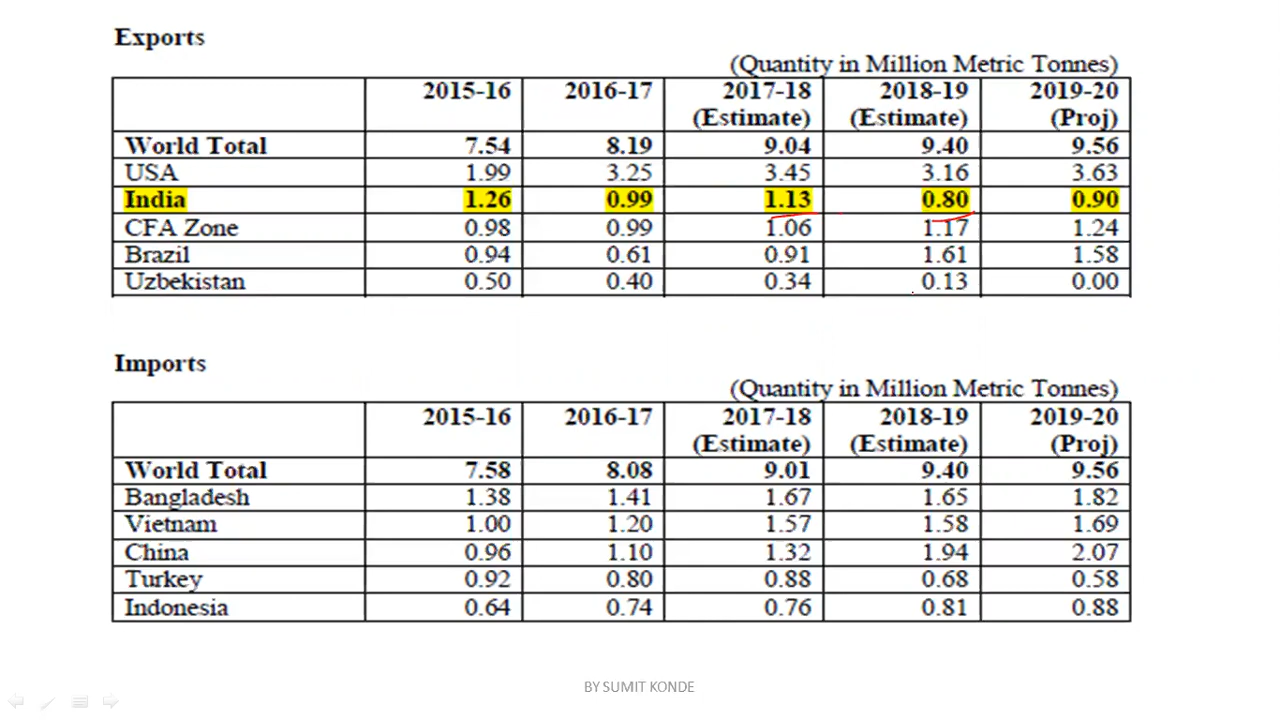 Exports
(Quantity in Million Metric Tonnes)
2015-16 2016-17 2017-18 (Estimate) 2018-19 (Estimate) 2019-20 (Proj)
World Total 7.54 8.19 9.04 9.40 9.56
USA 1.99 3.25 3.45 3.16 3.63
India 1.26 0.99 1.13 0.80 0.90
CFA Zone 0.98 0.99 1.06 1.17 1.24
Brazil 0.94 0.61 0.91 1.61 1.58
Uzbekistan 0.50 0.40 0.34 0.13 0.00
Imports
(Quantity in Million Metric Tonnes)
2015-16 2016-17 2017-18 (Estimate) 2018-19 (Estimate) 2019-20 (Proj)
World Total 7.58 8.08 9.01 9.40 9.56
Bangladesh 1.38 1.41 1.67 1.65 1.82
Vietnam 1.00 1.20 1.57 1.58 1.69
China 0.96 1.10 1.32 1.94 2.07
Turkey 0.92 0.80 0.88 0.68 0.58
Indonesia 0.64 0.74 0.76 0.81 0.88
BY SUMIT KONDE